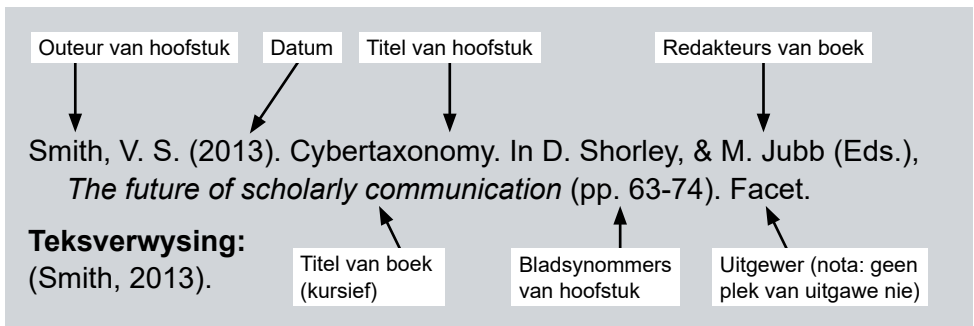 Outeur van hoofstuk
Datum
Titel van hoofstuk
Redakteurs van boek
Smith, V. S. (2013). Cybertaxonomy. In D. Shorley, & M. Jubb (Eds.),
The future of scholarly communication (pp. 63-74). Facet.
Teksverwysing:
(Smith, 2013).
Titel van boek
(kursief)
Bladsynommers
van hoofstuk
Uitgewer (nota: geen
plek van uitgawe nie)